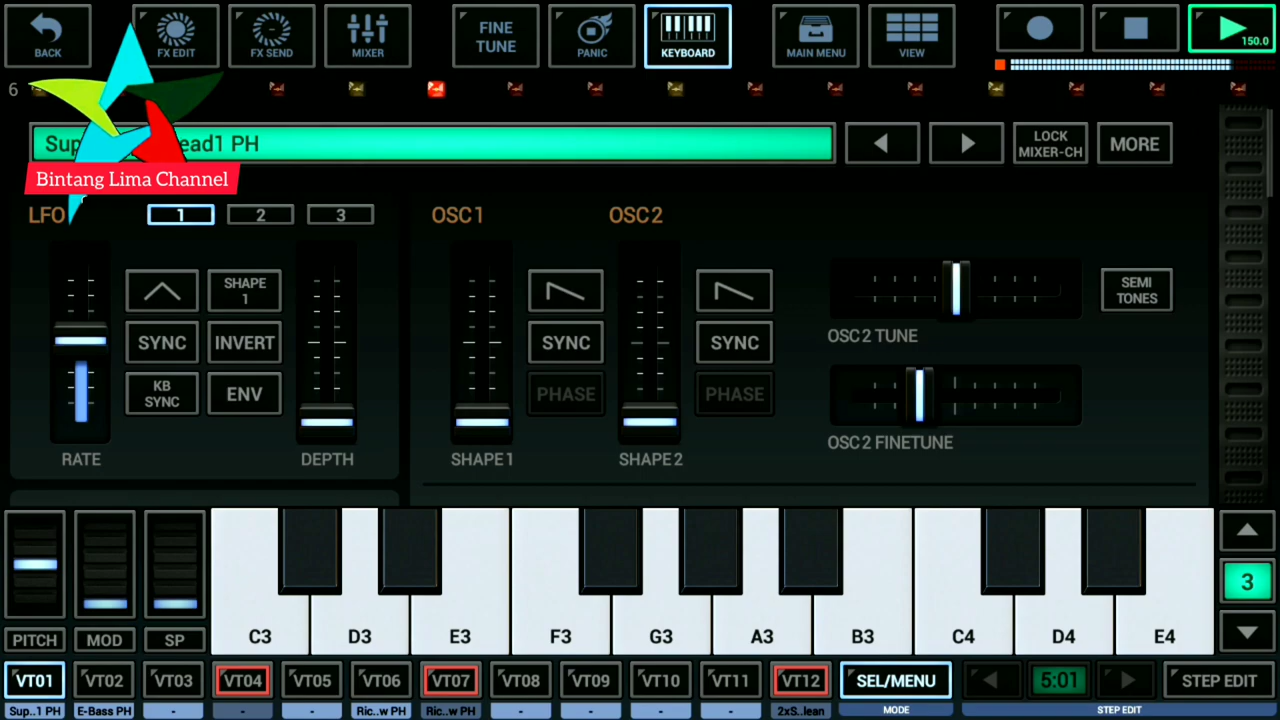 BACK
FX EDIT
FX SEND
MIXER
FINE TUNE
PANIC
KEYBOARD
MAIN MENU
VIEW
150.0
6
Sup ead1 PH
LOCK MIXER-CH
MORE
Bintang Lima Channel
LFO
1
2
3
OSC1
OSC2
SHAPE 1
SEMI TONES
SYNC
INVERT
SYNC
SYNC
OSC2 TUNE
KB SYNC
ENV
PHASE
PHASE
RATE
DEPTH
SHAPE1
SHAPE2
OSC2 FINETUNE
3
C3
D3
E3
F3
G3
A3
B3
C4
D4
E4
PITCH
MOD
SP
VT01
VT02
VT03
VT04
VT05
VT06
VT07
VT08
VT09
VT10
VT11
VT12
SEL/MENU
5:01
STEP EDIT
Sup..1 PH
E-Bass PH
-
-
-
Ric..w PH
Ric..w PH
-
-
-
-
2xS..lean
MODE
STEP EDIT